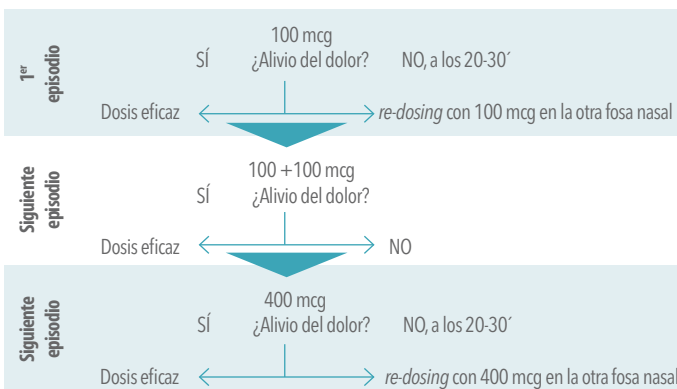 1er
episodio
100 mcg
SÍ ¿Alivio del dolor? NO, a los 20-30´
Dosis eficaz re-dosing con 100 mcg en la otra fosa nasal
Siguiente
episodio
100 +100 mcg
SÍ ¿Alivio del dolor?
Dosis eficaz NO
Siguiente
episodio
400 mcg
SÍ ¿Alivio del dolor? NO, a los 20-30´
Dosis eficaz re-dosing con 400 mcg en la otra fosa nasal